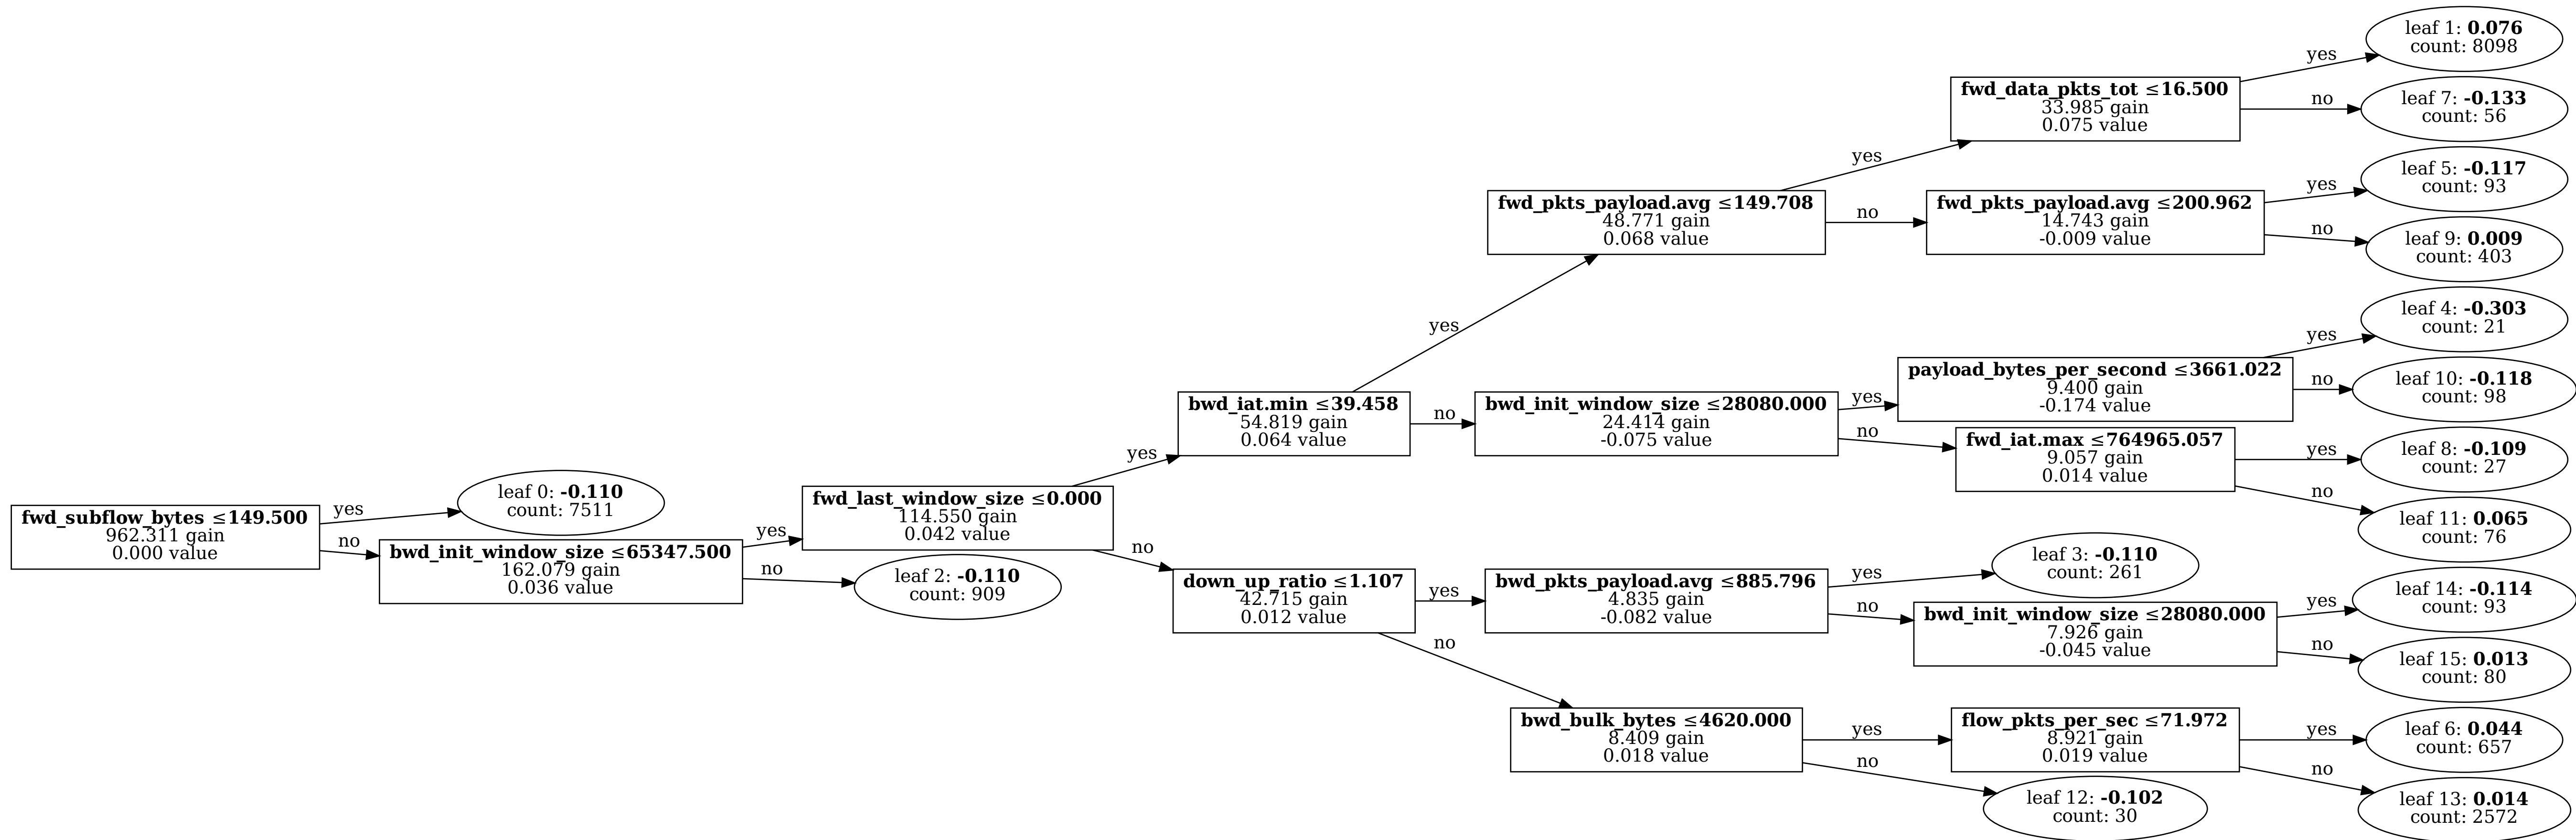 fwd_subflow_bytes ≤149.500
962.311 gain
0.000 value
yes
no
leaf 0: -0.110
count: 7511
bwd_init_window_size ≤65347.500
162.079 gain
0.036 value
yes
no
fwd_last_window_size ≤0.000
114.550 gain
0.042 value
leaf 2: -0.110
count: 909
yes
no
bwd_iat.min ≤39.458
54.819 gain
0.064 value
yes
no
down_up_ratio ≤1.107
42.715 gain
0.012 value
yes
no
fwd_pkts_payload.avg ≤149.708
48.771 gain
0.068 value
yes
no
bwd_init_window_size ≤28080.000
24.414 gain
-0.075 value
yes
no
bwd_pkts_payload.avg ≤885.796
4.835 gain
-0.082 value
yes
no
bwd_bulk_bytes ≤4620.000
8.409 gain
0.018 value
yes
no
fwd_data_pkts_tot ≤16.500
33.985 gain
0.075 value
yes
no
fwd_pkts_payload.avg ≤200.962
14.743 gain
-0.009 value
yes
no
payload_bytes_per_second ≤3661.022
9.400 gain
-0.174 value
yes
no
fwd_iat.max ≤764965.057
9.057 gain
0.014 value
yes
no
leaf 3: -0.110
count: 261
bwd_init_window_size ≤28080.000
7.926 gain
-0.045 value
yes
no
flow_pkts_per_sec ≤71.972
8.921 gain
0.019 value
yes
no
leaf 12: -0.102
count: 30
leaf 1: 0.076
count: 8098
leaf 7: -0.133
count: 56
leaf 5: -0.117
count: 93
leaf 9: 0.009
count: 403
leaf 4: -0.303
count: 21
leaf 10: -0.118
count: 98
leaf 8: -0.109
count: 27
leaf 11: 0.065
count: 76
leaf 14: -0.114
count: 93
leaf 15: 0.013
count: 80
leaf 6: 0.044
count: 657
leaf 13: 0.014
count: 2572